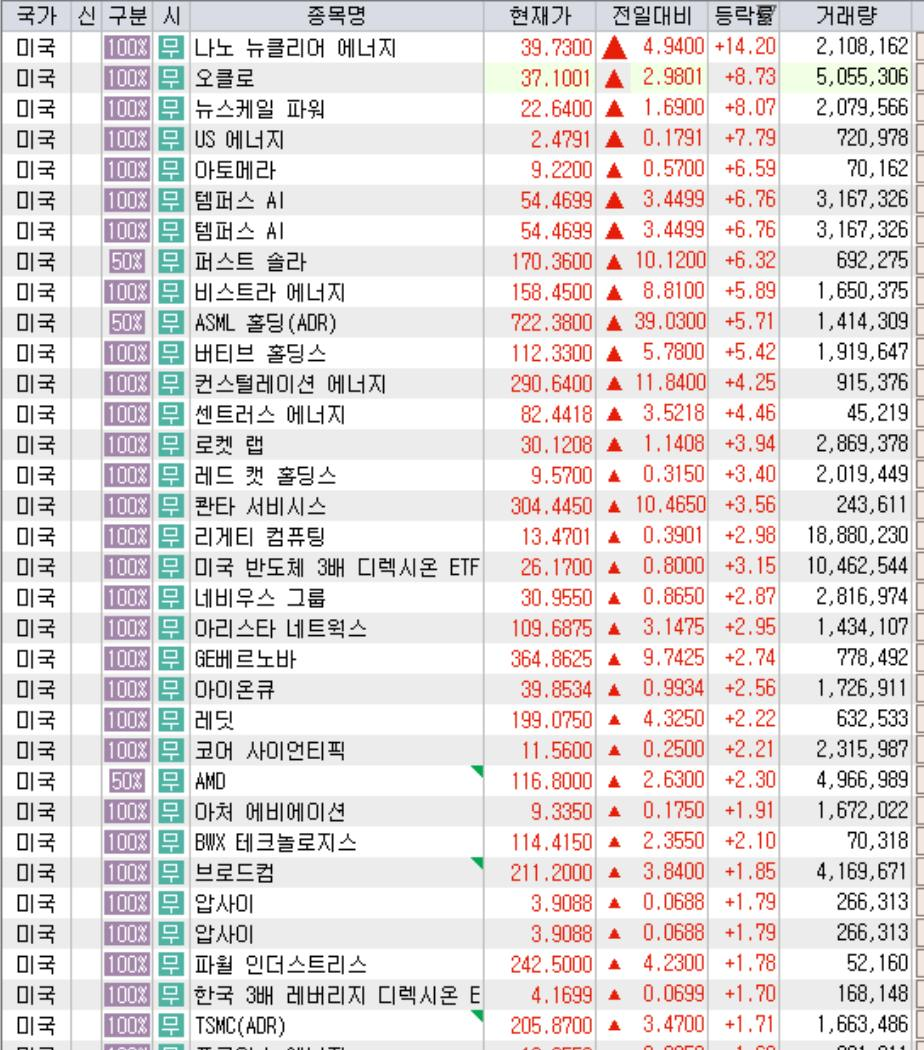 국가 신 구분 시 종목명 현재가 전일대비 등락률 거래량
미국 100% 무 나노 뉴클리어 에너지 39.7300 ▲ 4.9400 +14.20 2,108,162
미국 100% 무 오클로 37.1001 ▲ 2.9801 +8.73 5,055,306
미국 100% 무 뉴스케일 파워 22.6400 ▲ 1.6900 +8.07 2,079,566
미국 100% 무 US 에너지 2.4791 ▲ 0.1791 +7.79 720,978
미국 100% 무 아토메라 9.2200 ▲ 0.5700 +6.59 70,162
미국 100% 무 템퍼스 AI 54.4699 ▲ 3.4499 +6.76 3,167,326
미국 100% 무 템퍼스 AI 54.4699 ▲ 3.4499 +6.76 3,167,326
미국 50% 무 퍼스트 솔라 170.3600 ▲ 10.1200 +6.32 692,275
미국 100% 무 비스트라 에너지 158.4500 ▲ 8.8100 +5.89 1,650,375
미국 50% 무 ASML 홀딩(ADR) 722.3800 ▲ 39.0300 +5.71 1,414,309
미국 100% 무 버티브 홀딩스 112.3300 ▲ 5.7800 +5.42 1,919,647
미국 100% 무 컨스털레이션 에너지 290.6400 ▲ 11.8400 +4.25 915,376
미국 100% 무 센트러스 에너지 82.4418 ▲ 3.5218 +4.46 45,219
미국 100% 무 로켓 랩 30.1208 ▲ 1.1408 +3.94 2,869,378
미국 100% 무 레드 캣 홀딩스 9.5700 ▲ 0.3150 +3.40 2,019,449
미국 100% 무 콴타 서비시스 304.4450 ▲ 10.4650 +3.56 243,611
미국 100% 무 리게티 컴퓨팅 13.4701 ▲ 0.3901 +2.98 18,880,230
미국 100% 무 미국 반도체 3배 디렉시온 ETF 26.1700 ▲ 0.8000 +3.15 10,462,544
미국 100% 무 네비우스 그룹 30.9550 ▲ 0.8650 +2.87 2,816,974
미국 100% 무 아리스타 네트웍스 109.6875 ▲ 3.1475 +2.95 1,434,107
미국 100% 무 GE베르노바 364.8625 ▲ 9.7425 +2.74 778,492
미국 100% 무 아이온큐 39.8534 ▲ 0.9934 +2.56 1,726,911
미국 100% 무 레딧 199.0750 ▲ 4.3250 +2.22 632,533
미국 100% 무 코어 사이언티픽 11.5600 ▲ 0.2500 +2.21 2,315,987
미국 50% 무 AMD 116.8000 ▲ 2.6300 +2.30 4,966,989
미국 100% 무 아처 에비에이션 9.3350 ▲ 0.1750 +1.91 1,672,022
미국 100% 무 BWX 테크놀로지스 114.4150 ▲ 2.3550 +2.10 70,318
미국 100% 무 브로드컴 211.2000 ▲ 3.8400 +1.85 4,169,671
미국 100% 무 압사이 3.9088 ▲ 0.0688 +1.79 266,313
미국 100% 무 압사이 3.9088 ▲ 0.0688 +1.79 266,313
미국 100% 무 파월 인더스트리스 242.5000 ▲ 4.2300 +1.78 52,160
미국 100% 무 한국 3배 레버리지 디렉시온 E 4.1699 ▲ 0.0699 +1.70 168,148
미국 100% 무 TSMC(ADR) 205.8700 ▲ 3.4700 +1.71 1,663,486